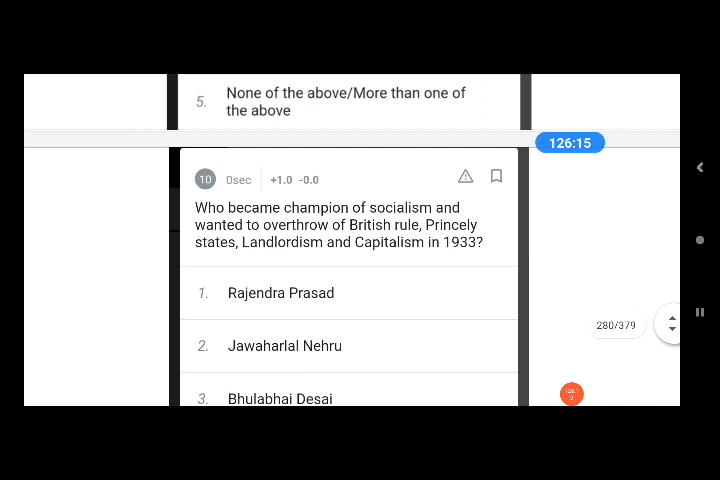 5. None of the above/More than one of
the above
126:15
10 0sec +1.0 -0.0
Who became champion of socialism and
wanted to overthrow of British rule, Princely
states, Landlordism and Capitalism in 1933?
1. Rajendra Prasad
280/379
2. Jawaharlal Nehru
3. Bhulabhai Desai